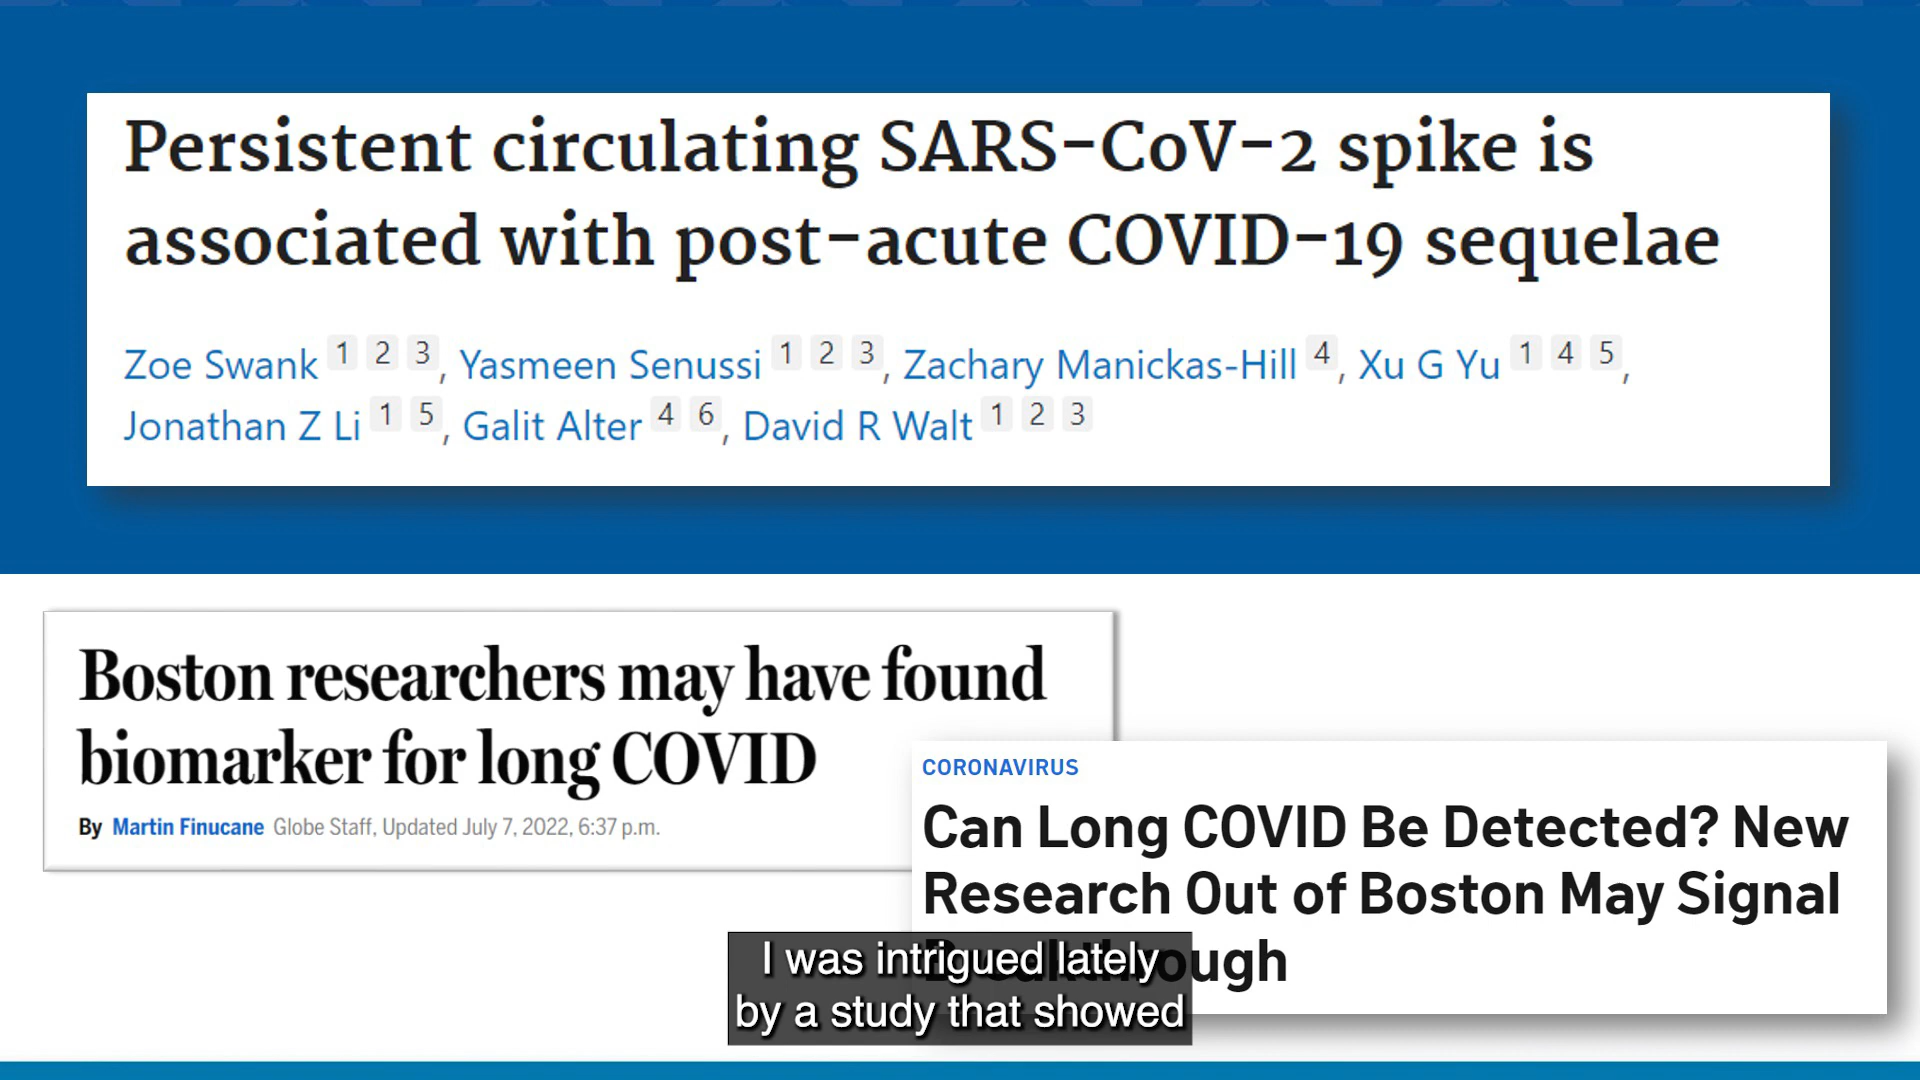 Persistent circulating SARS-CoV-2 spike is
associated with post-acute COVID-19 sequelae
Zoe Swank 1 2 3, Yasmeen Senussi 1 2 3, Zachary Manickas-Hill 4, Xu G Yu 1 4 5,
Jonathan Z Li 1 5, Galit Alter 4 6, David R Walt 1 2 3
Boston researchers may have found
biomarker for long COVID
By Martin Finucane Globe Staff, Updated July 7, 2022, 6:37 p.m.
CORONAVIRUS
Can Long COVID Be Detected? New
Research Out of Boston May Signal
Breakthrough
I was intrigued lately
by a study that showed